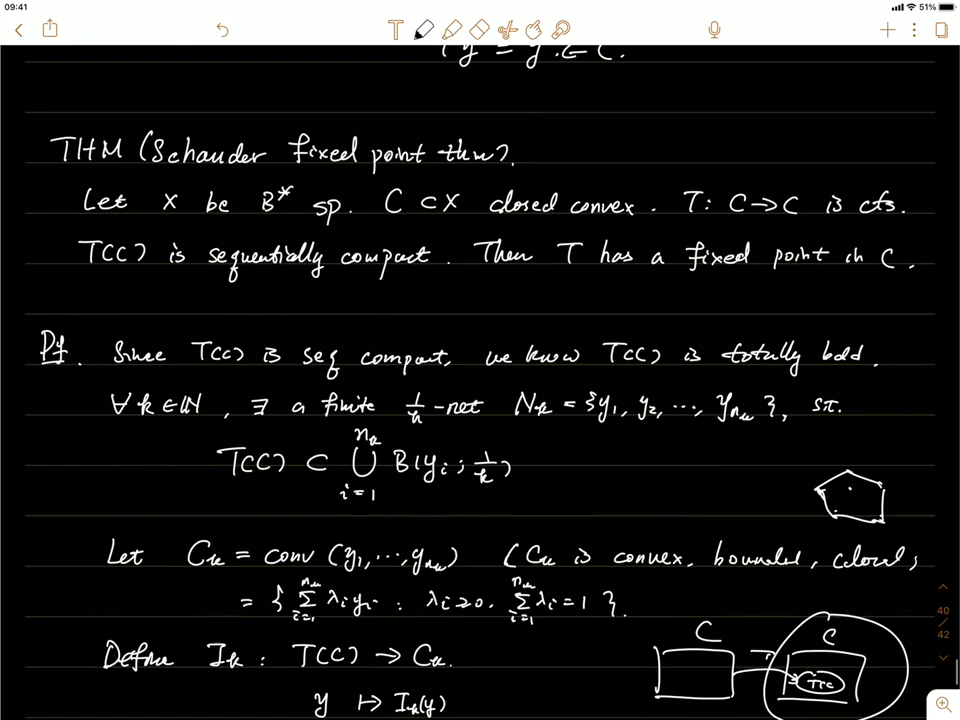 09:41
51%
Ty = y ∈ C.
THM (Schauder fixed point thm).
Let X be B* sp. C ⊂ X closed convex. T: C → C is cts.
T(C) is sequentially compact. Then T has a fixed point in C.
Pf. Since T(C) is seq compact, we know T(C) is totally bdd.
∀ k ∈ ℕ, ∃ a finite 1/k-net N_k = {y_1, y_2, ..., y_{n_k}}, st.
T(C) ⊂ ⋃_{i=1}^{n_k} B(y_i; 1/k)
Let C_k = conv (y_1, ..., y_{n_k}) (C_k is convex, bounded, closed;
= { ∑_{i=1}^{n_k} λ_i y_i : λ_i ≥ 0. ∑_{i=1}^{n_k} λ_i = 1 }.
Define I_k : T(C) → C_k.
y ↦ I_k(y)
C T C
T(C)
40
/
42